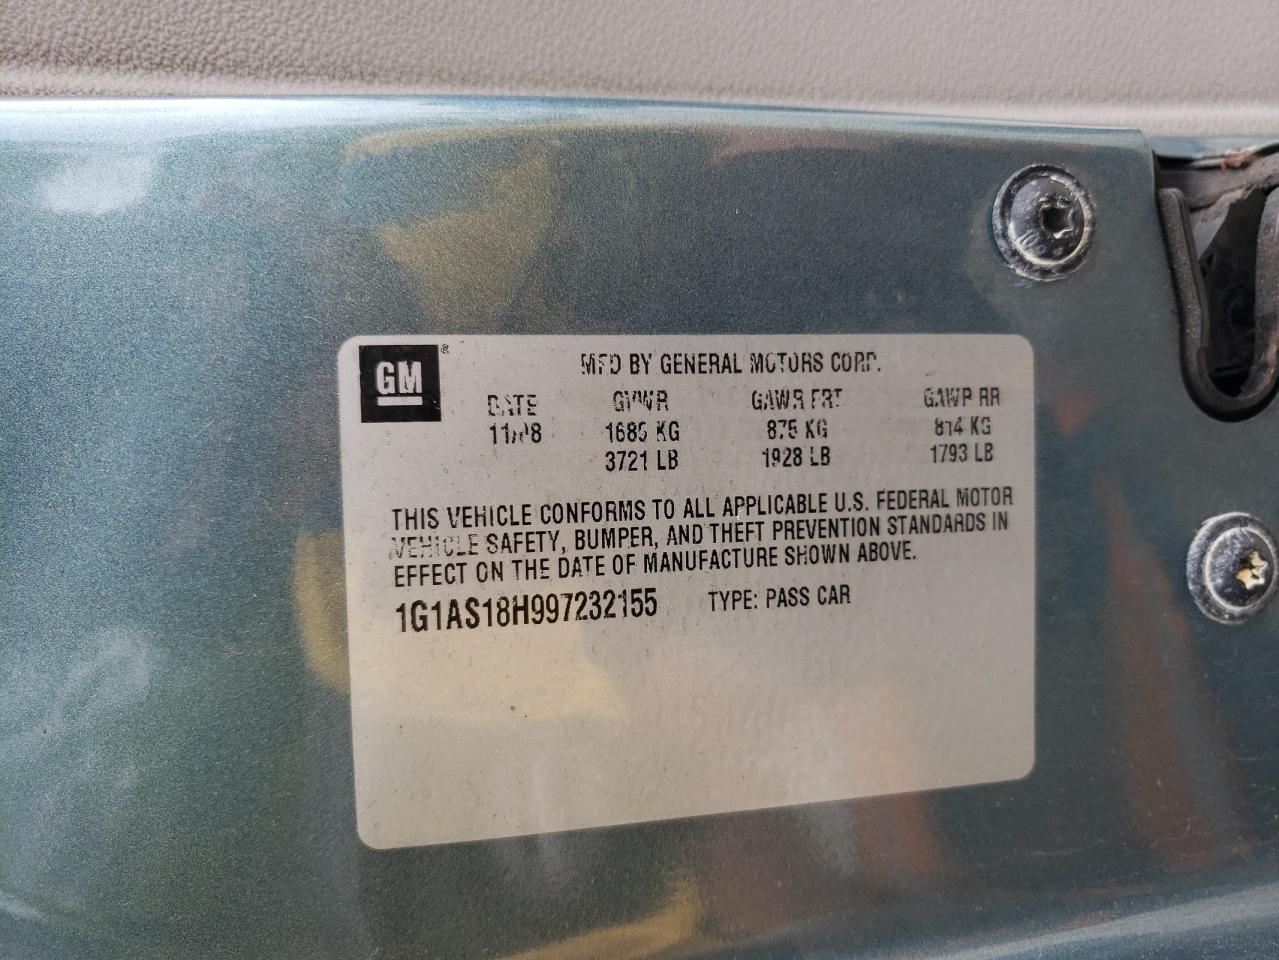 GM ®
MFD BY GENERAL MOTORS CORP.
DATE GVWR GAWR FRT GAWR RR
11/08 1688 KG 875 KG 814 KG
3721 LB 1928 LB 1793 LB
THIS VEHICLE CONFORMS TO ALL APPLICABLE U.S. FEDERAL MOTOR
VEHICLE SAFETY, BUMPER, AND THEFT PREVENTION STANDARDS IN
EFFECT ON THE DATE OF MANUFACTURE SHOWN ABOVE.
1G1AS18H997232155 TYPE: PASS CAR